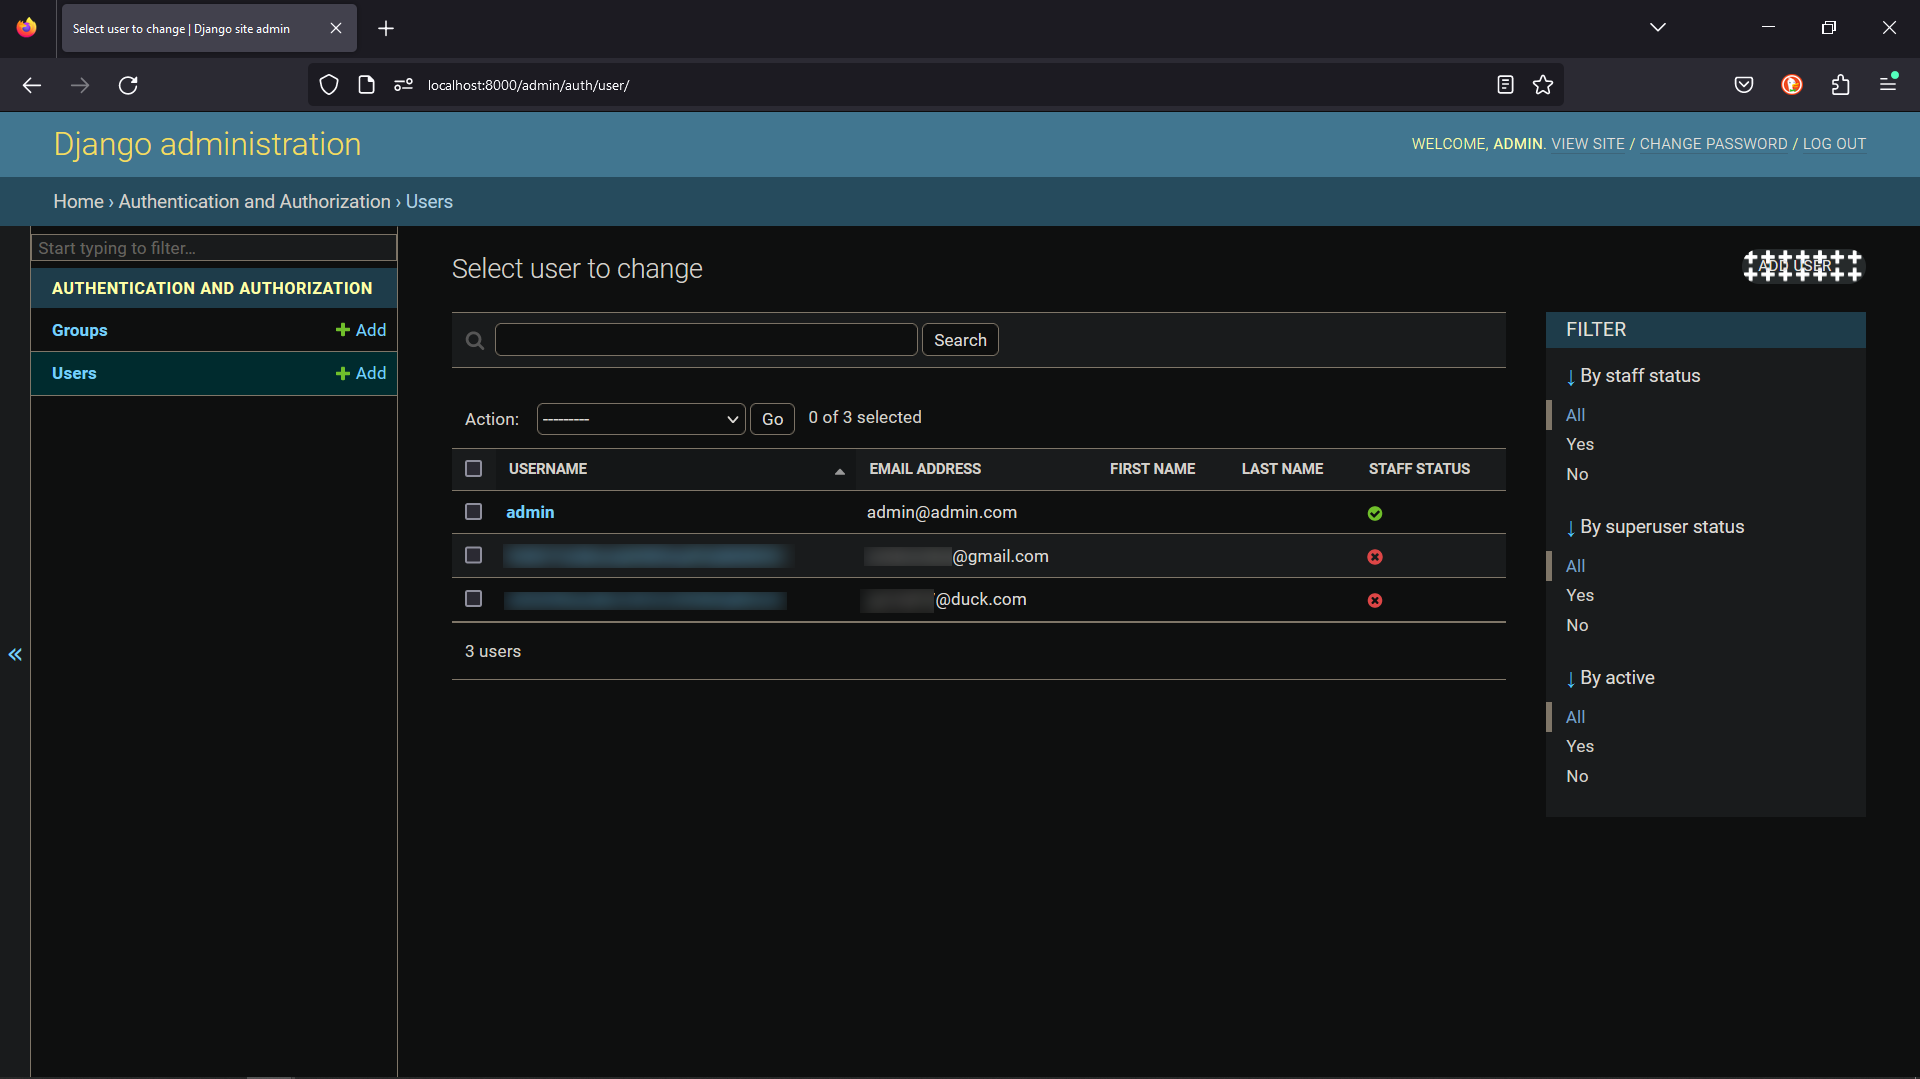 Select user to change | Django site admin
localhost:8000/admin/auth/user/
Django administration
WELCOME, ADMIN. VIEW SITE / CHANGE PASSWORD / LOG OUT
Home › Authentication and Authorization › Users
Start typing to filter...
AUTHENTICATION AND AUTHORIZATION
Groups Add
Users Add
Select user to change
ADD USER
Search
Action: --------- Go 0 of 3 selected
USERNAME EMAIL ADDRESS FIRST NAME LAST NAME STAFF STATUS
admin admin@admin.com
@gmail.com
@duck.com
3 users
FILTER
↓ By staff status
All
Yes
No
↓ By superuser status
All
Yes
No
↓ By active
All
Yes
No